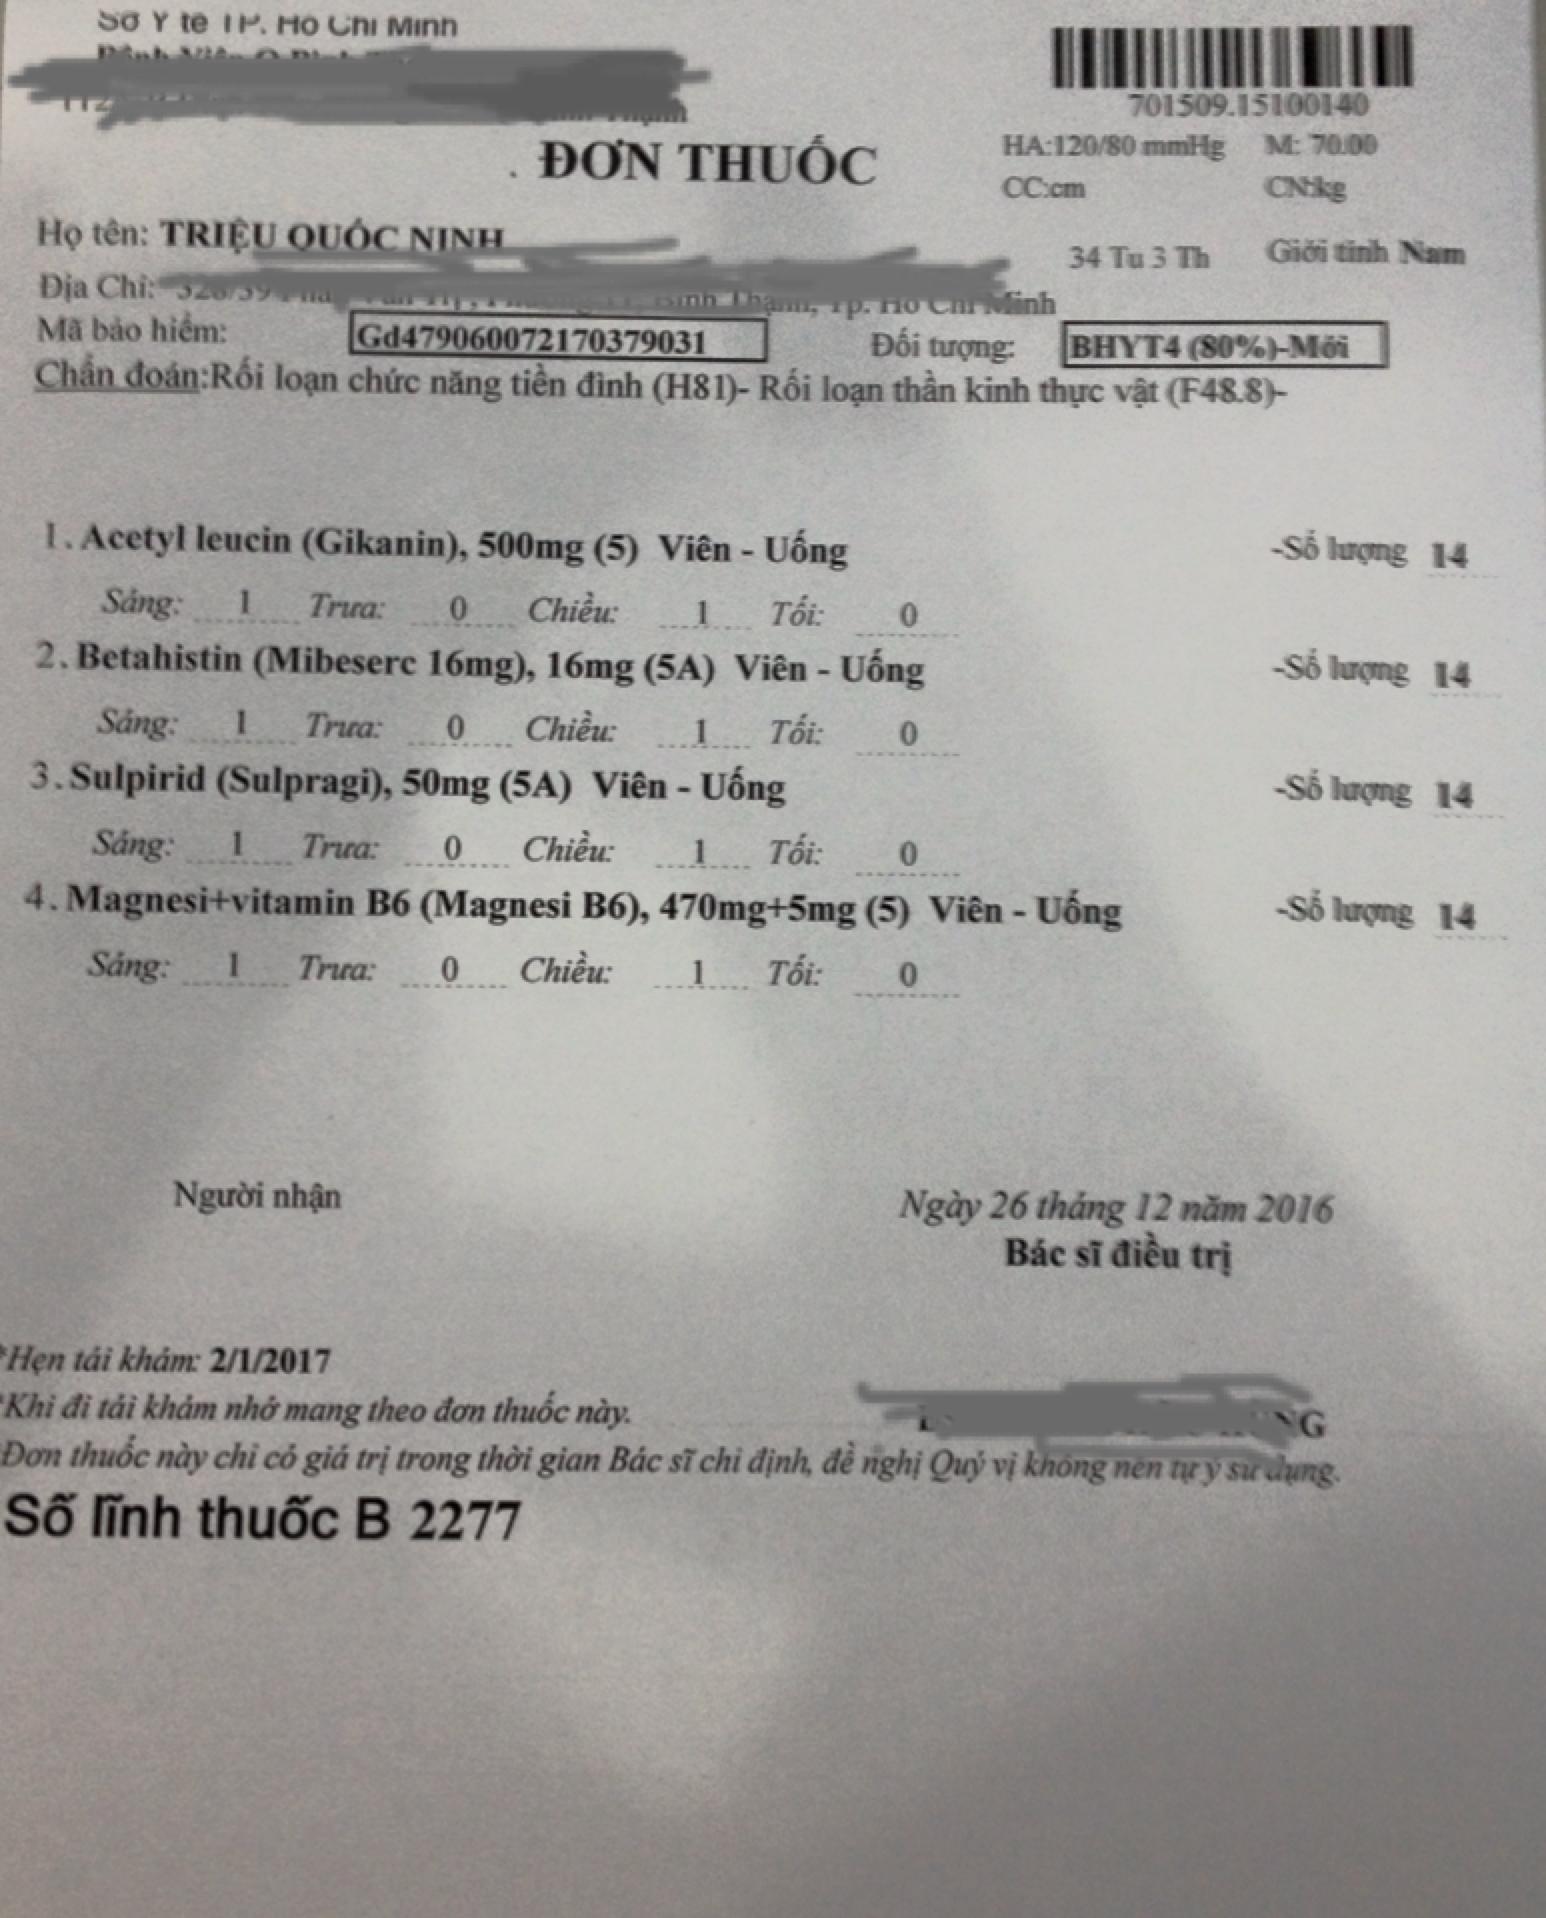 Sở Y tế TP. Hồ Chí Minh
701509.15100140
ĐƠN THUỐC
HA:120/80 mmHg M: 70.00
CC:cm CN:kg
Họ tên: TRIỆU QUỐC NINH
34 Tu 3 Th Giới tính Nam
Địa Chỉ: Tp. Hồ Chí Minh
Mã bảo hiểm: Gd479060072170379031 Đối tượng: BHYT4 (80%)-Mới
Chẩn đoán:Rối loạn chức năng tiền đình (H81)- Rối loạn thần kinh thực vật (F48.8)-
1. Acetyl leucin (Gikanin), 500mg (5) Viên - Uống -Số lượng 14
Sáng: 1 Trưa: 0 Chiều: 1 Tối: 0
2. Betahistin (Mibeserc 16mg), 16mg (5A) Viên - Uống -Số lượng 14
Sáng: 1 Trưa: 0 Chiều: 1 Tối: 0
3. Sulpirid (Sulpragi), 50mg (5A) Viên - Uống -Số lượng 14
Sáng: 1 Trưa: 0 Chiều: 1 Tối: 0
4. Magnesi+vitamin B6 (Magnesi B6), 470mg+5mg (5) Viên - Uống -Số lượng 14
Sáng: 1 Trưa: 0 Chiều: 1 Tối: 0
Người nhận
Ngày 26 tháng 12 năm 2016
Bác sĩ điều trị
*Hẹn tái khám: 2/1/2017
*Khi đi tái khám nhớ mang theo đơn thuốc này.
Đơn thuốc này chỉ có giá trị trong thời gian Bác sĩ chỉ định, đề nghị Quý vị không nên tự ý sử dụng.
Số lĩnh thuốc B 2277